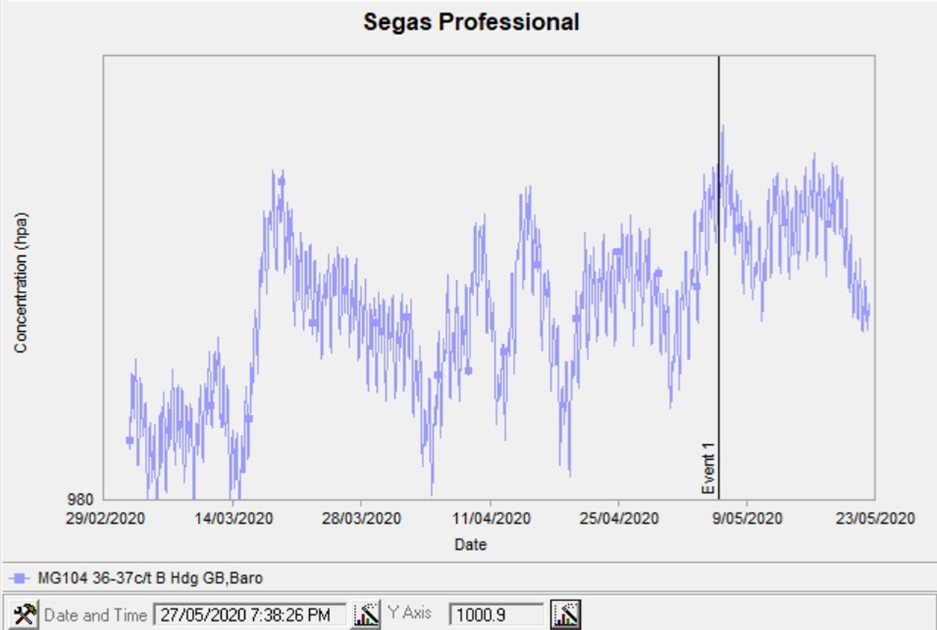 Segas Professional
Concentration (hpa)
980
Event 1
29/02/2020 14/03/2020 28/03/2020 11/04/2020 25/04/2020 9/05/2020 23/05/2020
Date
MG104 36-37c/t B Hdg GB,Baro
Date and Time 27/05/2020 7:38:26 PM Y Axis 1000.9